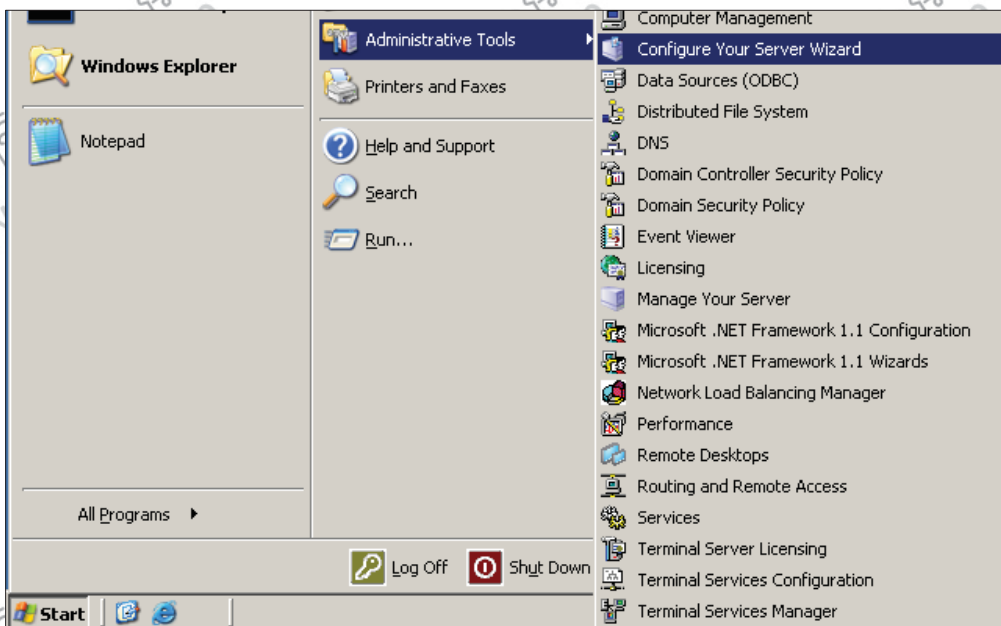 Windows Explorer
Notepad
All Programs
Administrative Tools
Printers and Faxes
Help and Support
Search
Run...
Log Off
Shut Down
Computer Management
Configure Your Server Wizard
Data Sources (ODBC)
Distributed File System
DNS
Domain Controller Security Policy
Domain Security Policy
Event Viewer
Licensing
Manage Your Server
Microsoft .NET Framework 1.1 Configuration
Microsoft .NET Framework 1.1 Wizards
Network Load Balancing Manager
Performance
Remote Desktops
Routing and Remote Access
Services
Terminal Server Licensing
Terminal Services Configuration
Terminal Services Manager
Start